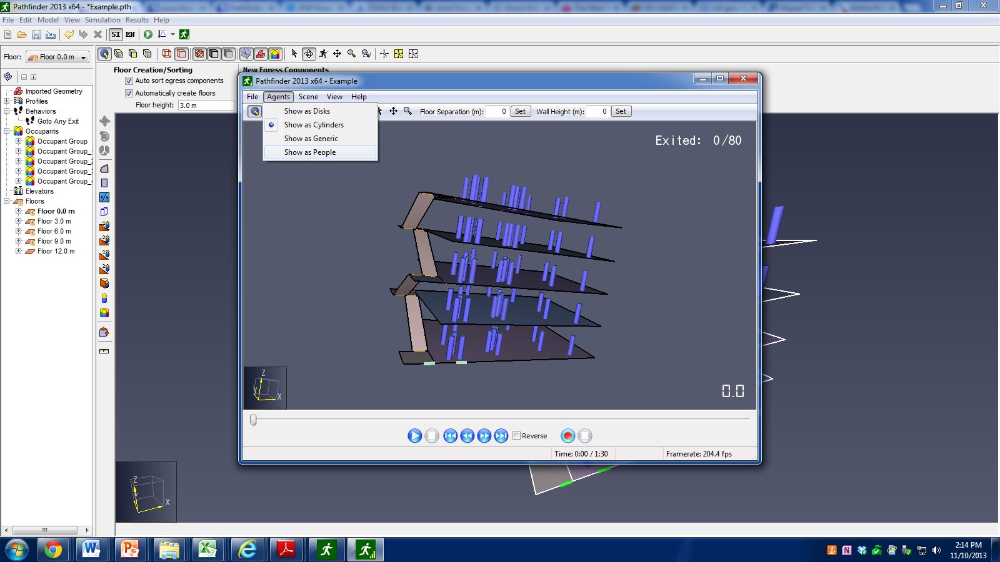 Pathfinder 2013 x64 - *Example.pth
File Edit Model View Simulation Results Help
SI EN
Floor: Floor 0.0 m
Floor Creation/Sorting
New Egress Components
Auto sort egress components
Automatically create floors
Floor height: 3.0 m
Imported Geometry
Profiles
Behaviors
Goto Any Exit
Occupants
Occupant Group
Occupant Group_
Occupant Group_2
Occupant Group_3
Occupant Group_4
Elevators
Floors
Floor 0.0 m
Floor 3.0 m
Floor 6.0 m
Floor 9.0 m
Floor 12.0 m
Pathfinder 2013 x64 - Example
File Agents Scene View Help
Show as Disks
Show as Cylinders
Show as Generic
Show as People
Floor Separation (m): 0 Set Wall Height (m): 0 Set
Exited: 0/80
Z
Y
X
0.0
Reverse
Time: 0:00 / 1:30
Framerate: 204.4 fps
Z
Y
X
2:14 PM
11/10/2013